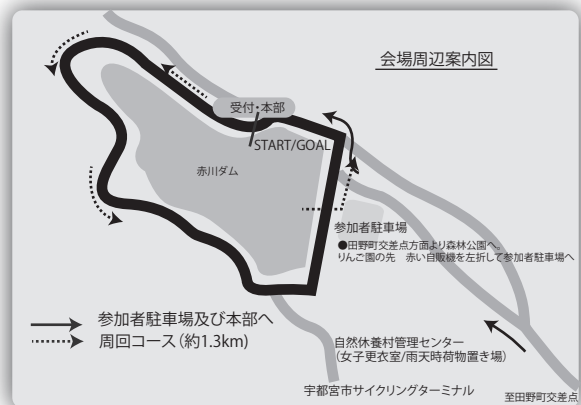 会場周辺案内図
受付・本部
START/GOAL
赤川ダム
参加者駐車場
●田野町交差点方面より森林公園へ。
りんご園の先　赤い自販機を左折して参加者駐車場へ
参加者駐車場及び本部へ
周回コース（約1.3km）
自然休養村管理センター
（女子更衣室/雨天時荷物置き場）
宇都宮市サイクリングターミナル
至田野町交差点